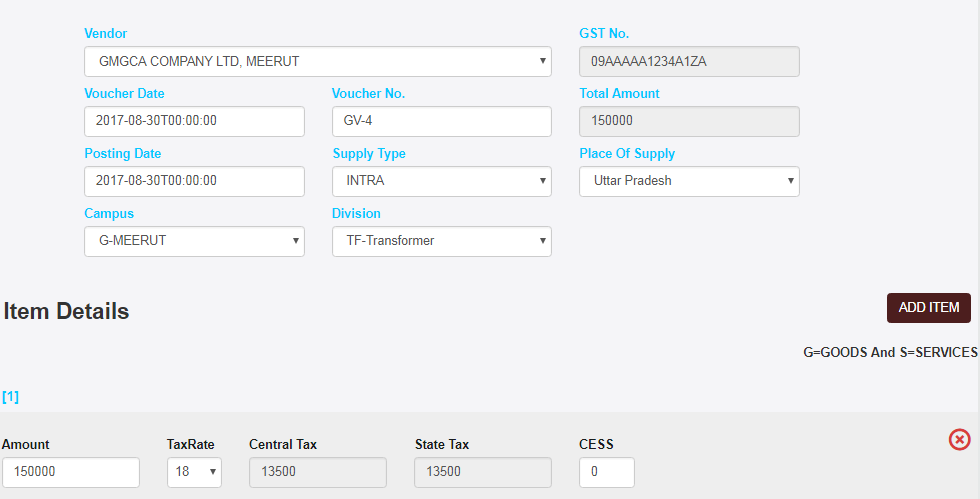 Vendor GST No.
GMGCA COMPANY LTD, MEERUT 09AAAAA1234A1ZA
Voucher Date Voucher No. Total Amount
2017-08-30T00:00:00 GV-4 150000
Posting Date Supply Type Place Of Supply
2017-08-30T00:00:00 INTRA Uttar Pradesh
Campus Division
G-MEERUT TF-Transformer
Item Details ADD ITEM
G=GOODS And S=SERVICES
[1]
Amount TaxRate Central Tax State Tax CESS
150000 18 13500 13500 0